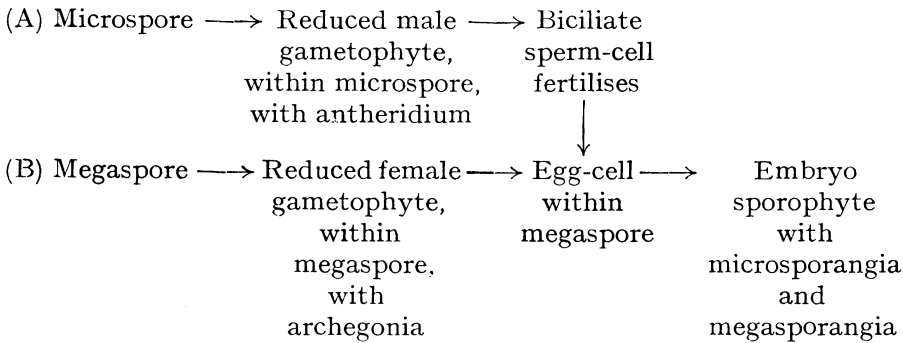 (A) Microspore → Reduced male → Biciliate
gametophyte, sperm-cell
within microspore, fertilises
with antheridium
(B) Megaspore → Reduced female → Egg-cell → Embryo
gametophyte, within sporophyte
within megaspore with
megaspore, microsporangia
with and
archegonia megasporangia